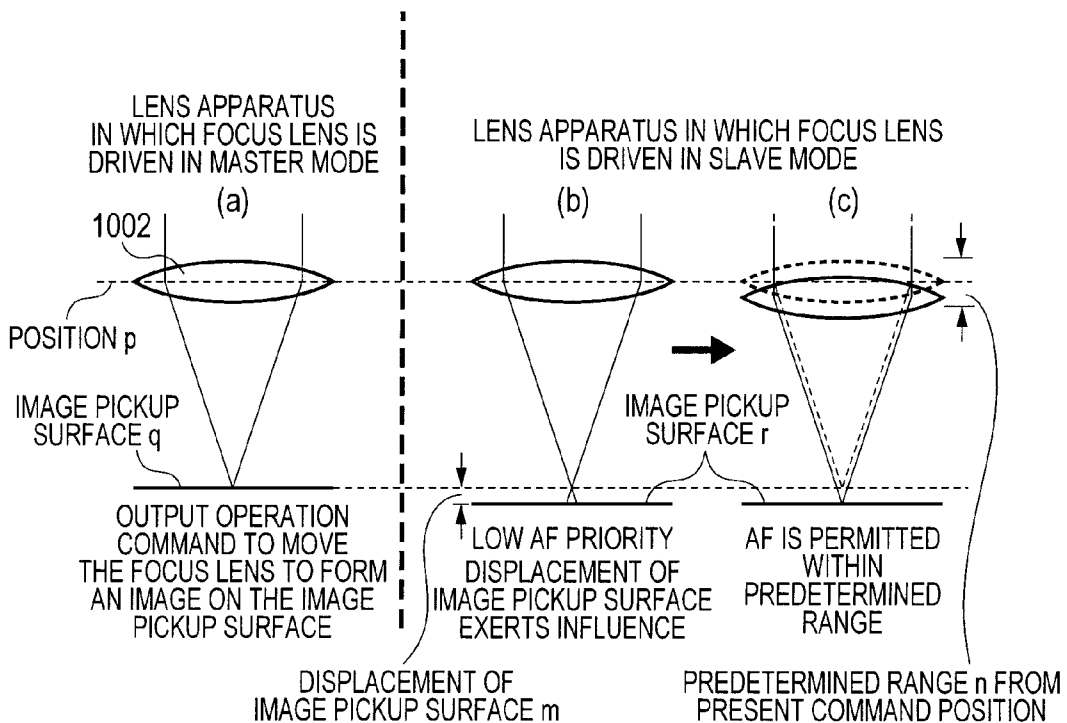 LENS APPARATUS
IN WHICH FOCUS LENS IS
DRIVEN IN MASTER MODE
(a)
LENS APPARATUS IN WHICH FOCUS LENS
IS DRIVEN IN SLAVE MODE
(b)
(c)
1002
POSITION p
IMAGE PICKUP
SURFACE q
IMAGE PICKUP
SURFACE r
OUTPUT OPERATION
COMMAND TO MOVE
THE FOCUS LENS TO FORM
AN IMAGE ON THE IMAGE
PICKUP SURFACE
LOW AF PRIORITY
DISPLACEMENT OF
IMAGE PICKUP SURFACE
EXERTS INFLUENCE
AF IS PERMITTED
WITHIN
PREDETERMINED
RANGE
DISPLACEMENT OF
IMAGE PICKUP SURFACE m
PREDETERMINED RANGE n FROM
PRESENT COMMAND POSITION